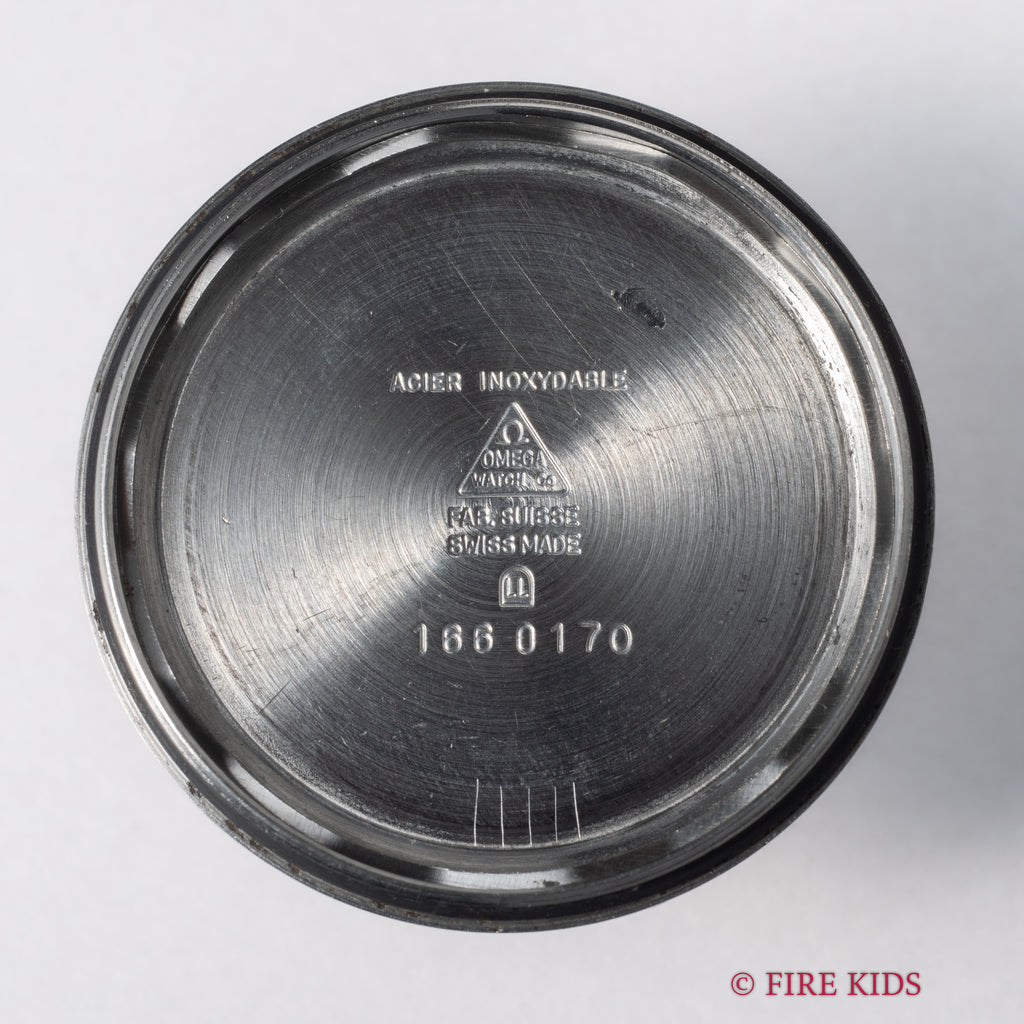 ACIER INOXYDABLE
Ω
OMEGA
WATCH Co
FAB. SUISSE
SWISS MADE
166 0170
© FIRE KIDS